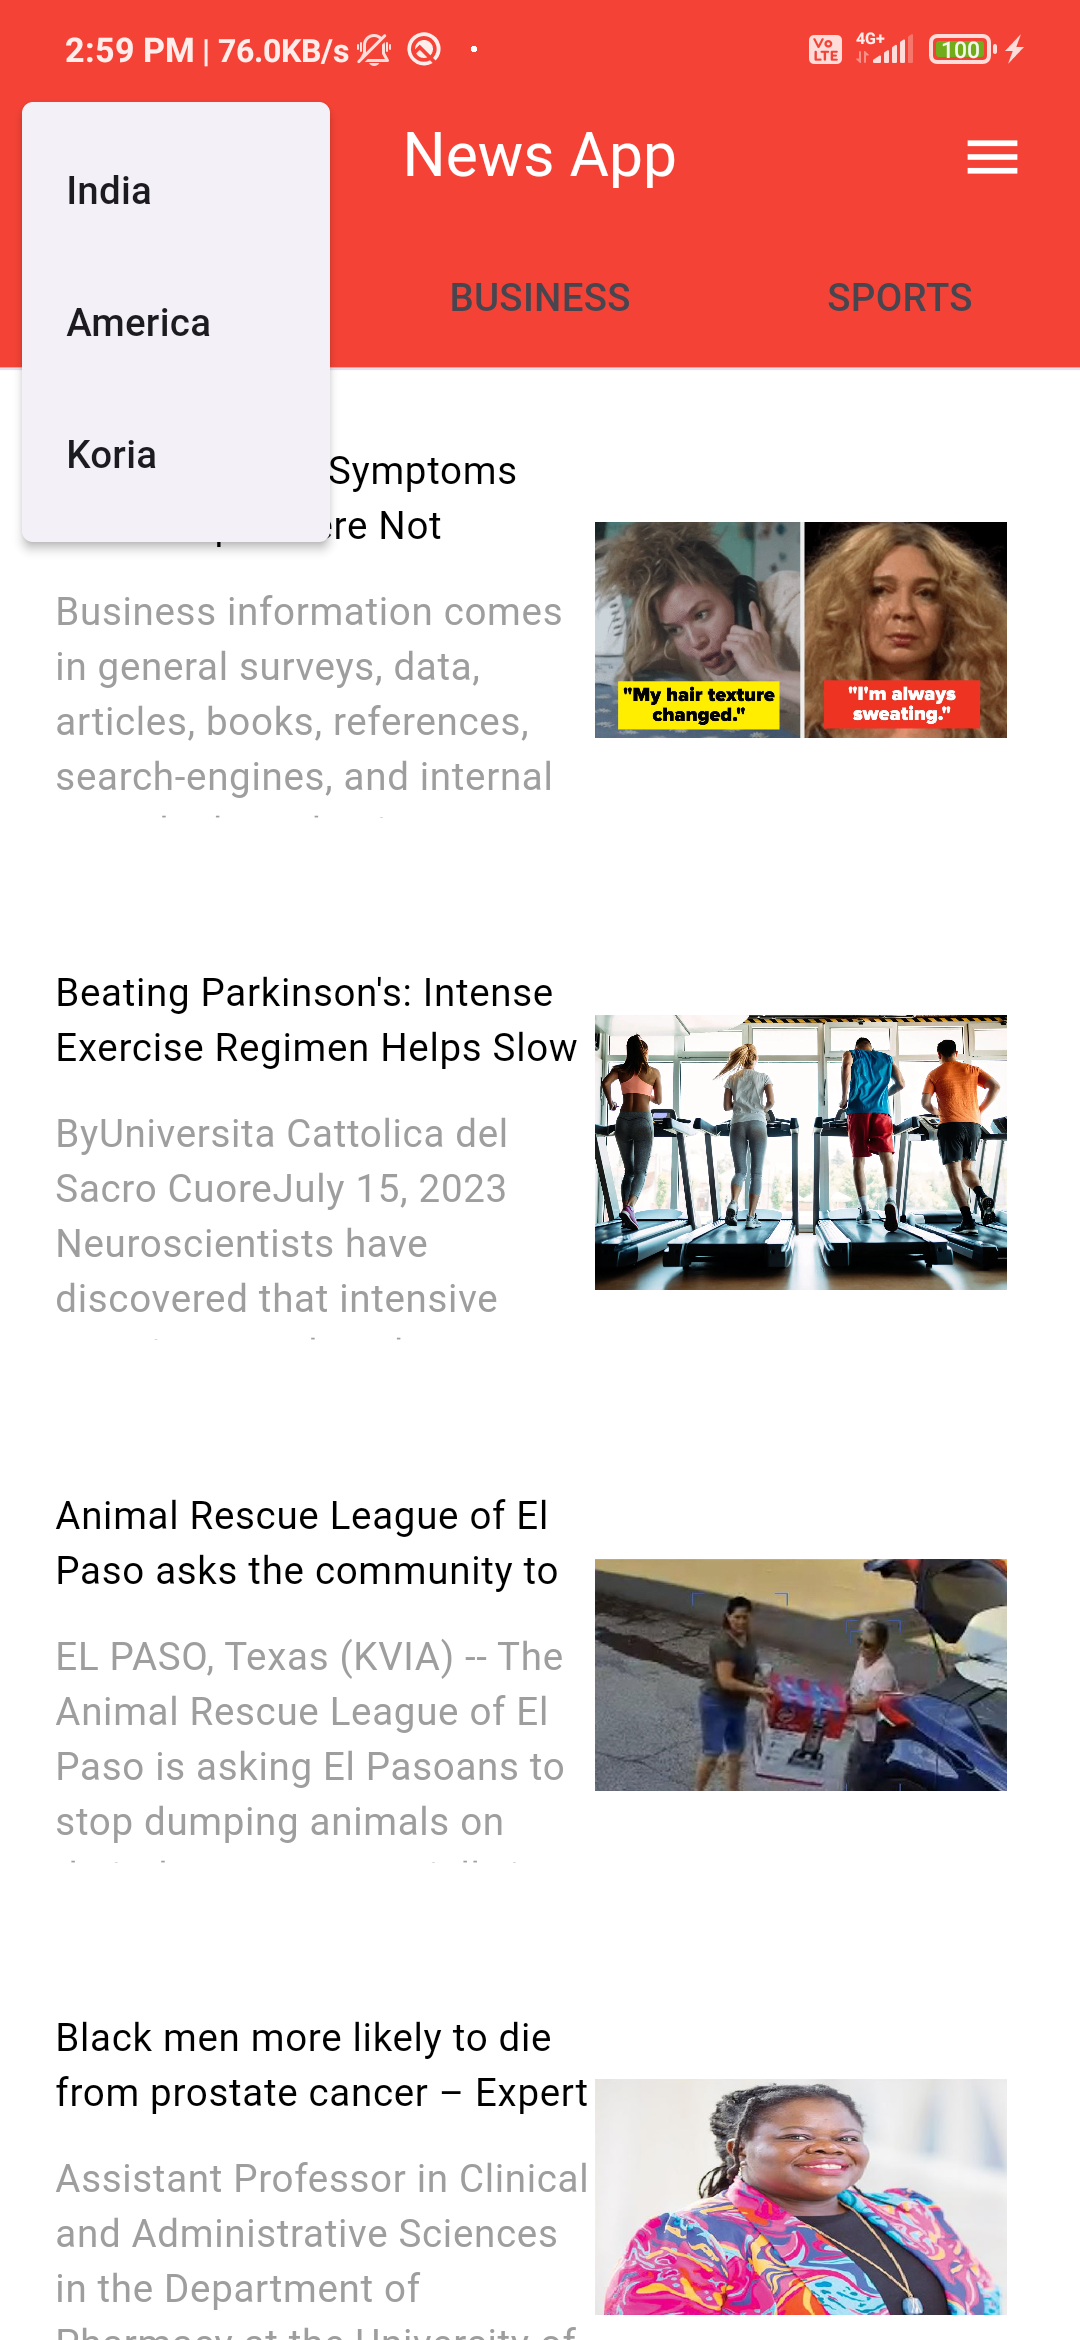 2:59 PM | 76.0KB/s
Vo LTE 4G+ 100
News App
India
America
Koria
BUSINESS SPORTS
Symptoms
Not
Business information comes
in general surveys, data,
articles, books, references,
search-engines, and internal
"My hair texture
changed."
"I'm always
sweating."
Beating Parkinson's: Intense
Exercise Regimen Helps Slow
ByUniversita Cattolica del
Sacro CuoreJuly 15, 2023
Neuroscientists have
discovered that intensive
Animal Rescue League of El
Paso asks the community to
EL PASO, Texas (KVIA) -- The
Animal Rescue League of El
Paso is asking El Pasoans to
stop dumping animals on
Black men more likely to die
from prostate cancer – Expert
Assistant Professor in Clinical
and Administrative Sciences
in the Department of
Pharmacy at the University of